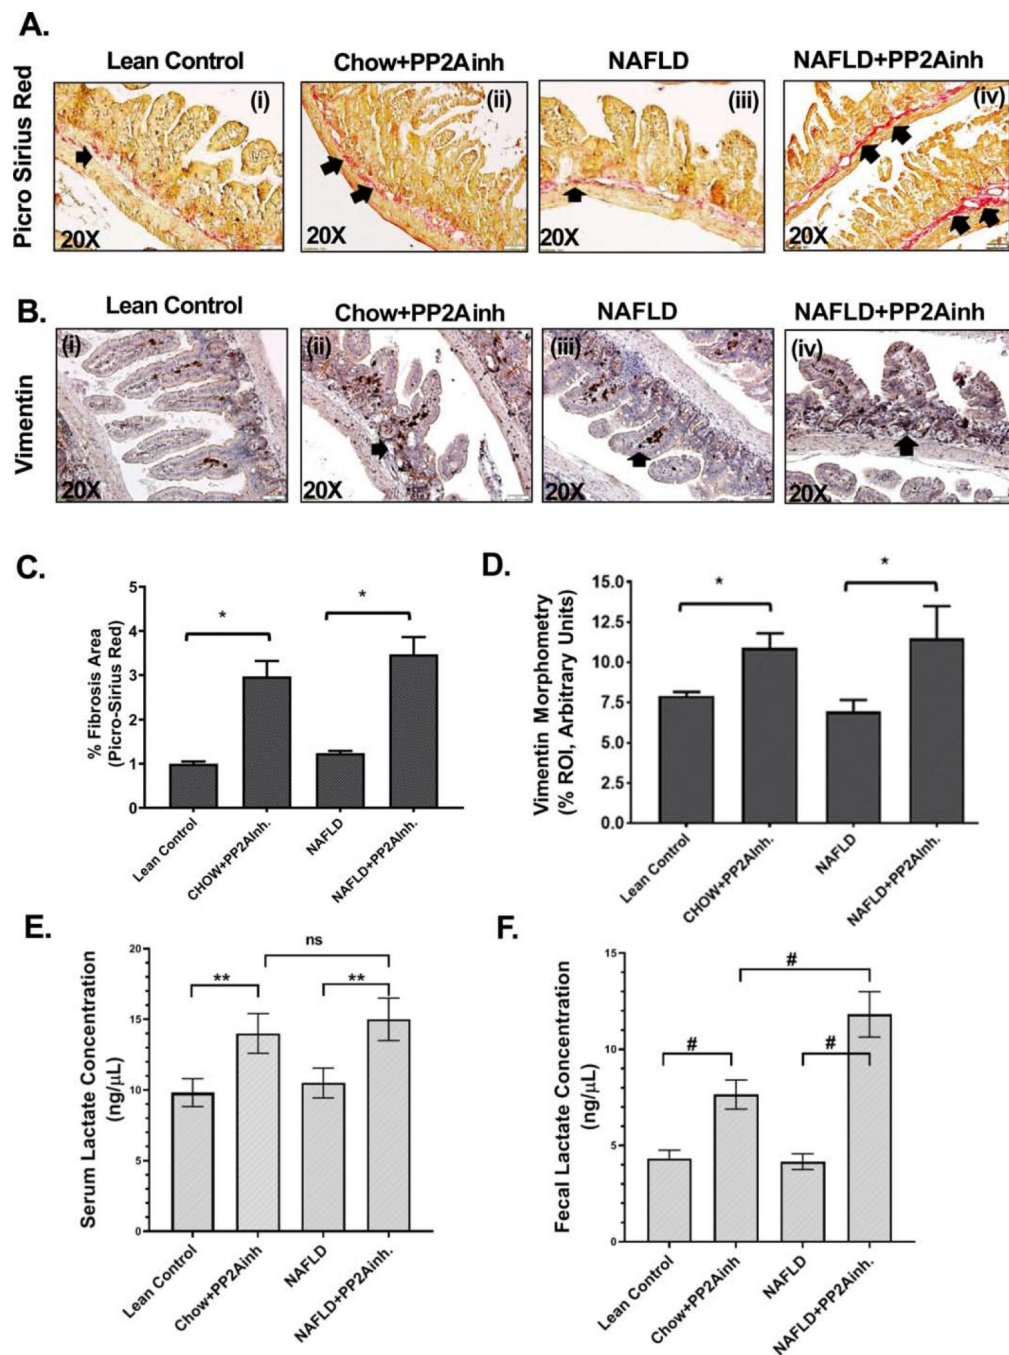 A.
Picro Sirius Red
Lean Control
Chow+PP2Ainh
NAFLD
NAFLD+PP2Ainh
(i)
(ii)
(iii)
(iv)
20X
20X
20X
20X
B.
Vimentin
Lean Control
Chow+PP2Ainh
NAFLD
NAFLD+PP2Ainh
(i)
(ii)
(iii)
(iv)
20X
20X
20X
20X
C.
% Fibrosis Area
(Picro-Sirius Red)
5
4
3
2
1
0
*
*
Lean Control
CHOW+PP2AInh.
NAFLD
NAFLD+PP2AInh.
D.
Vimentin Morphometry
(% ROI, Arbitrary Units)
15.0
12.5
10.0
7.5
5.0
2.5
0.0
*
*
Lean Control
CHOW+PP2AInh.
NAFLD
NAFLD+PP2AInh.
E.
Serum Lactate Concentration
(ng/μL)
20
15
10
5
0
ns
**
**
Lean Control
Chow+PP2Ainh
NAFLD
NAFLD+PP2Ainh.
F.
Fecal Lactate Concentration
(ng/μL)
15
10
5
0
#
#
#
Lean Control
Chow+PP2Ainh
NAFLD
NAFLD+PP2Ainh.